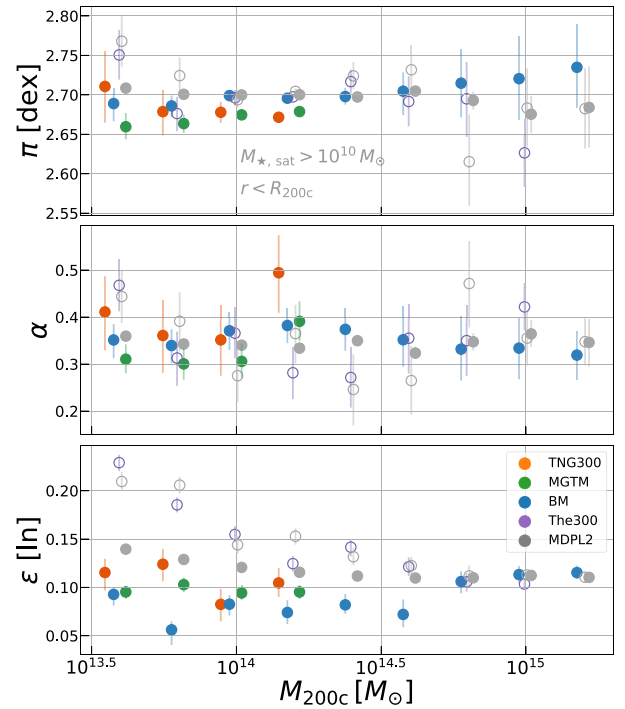 2.80
2.75
2.70
2.65
2.60
2.55
π [dex]
M⋆, sat > 10^10 M⊙
r < R200c
0.5
0.4
0.3
0.2
α
0.20
0.15
0.10
0.05
ε [ln]
TNG300
MGTM
BM
The300
MDPL2
10^13.5 10^14 10^14.5 10^15
M200c [M⊙]